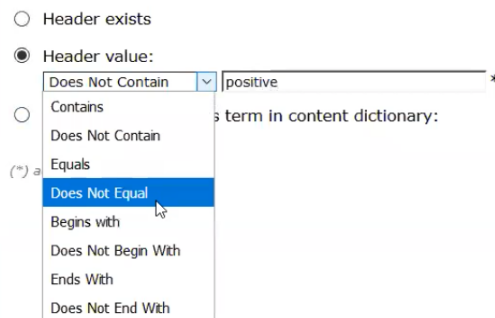 Header exists
Header value:
Does Not Contain positive *
Contains
s term in content dictionary:
Does Not Contain
Equals
(*) a
Does Not Equal
Begins with
Does Not Begin With
Ends With
Does Not End With